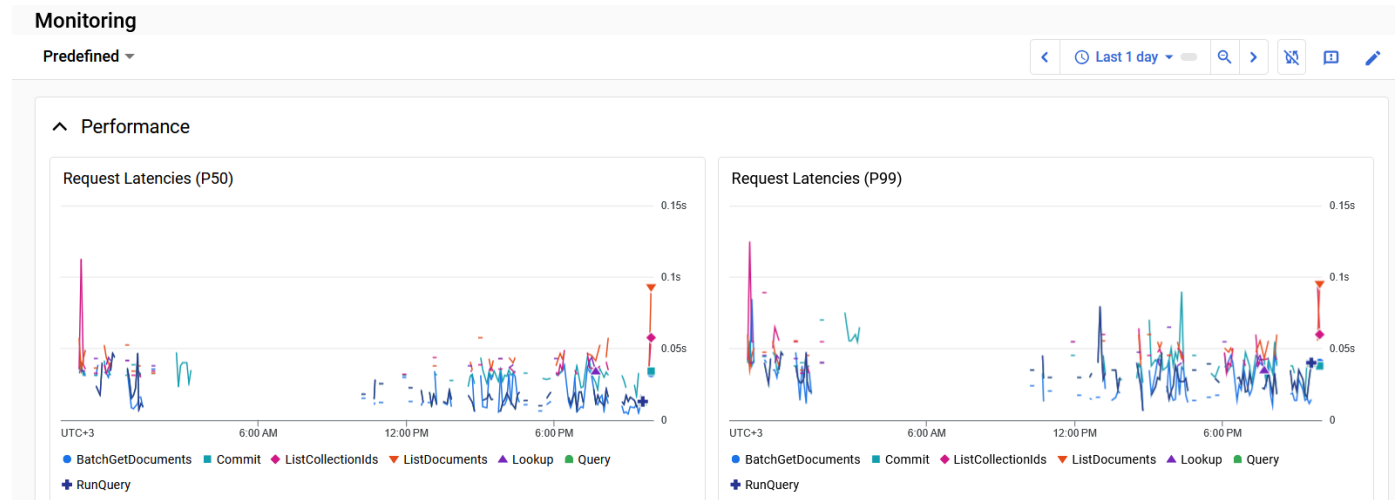 Monitoring
Predefined
Last 1 day
Performance
Request Latencies (P50)
0.15s
0.1s
0.05s
0
UTC+3 6:00 AM 12:00 PM 6:00 PM
BatchGetDocuments Commit ListCollectionIds ListDocuments Lookup Query
RunQuery
Request Latencies (P99)
0.15s
0.1s
0.05s
0
UTC+3 6:00 AM 12:00 PM 6:00 PM
BatchGetDocuments Commit ListCollectionIds ListDocuments Lookup Query
RunQuery